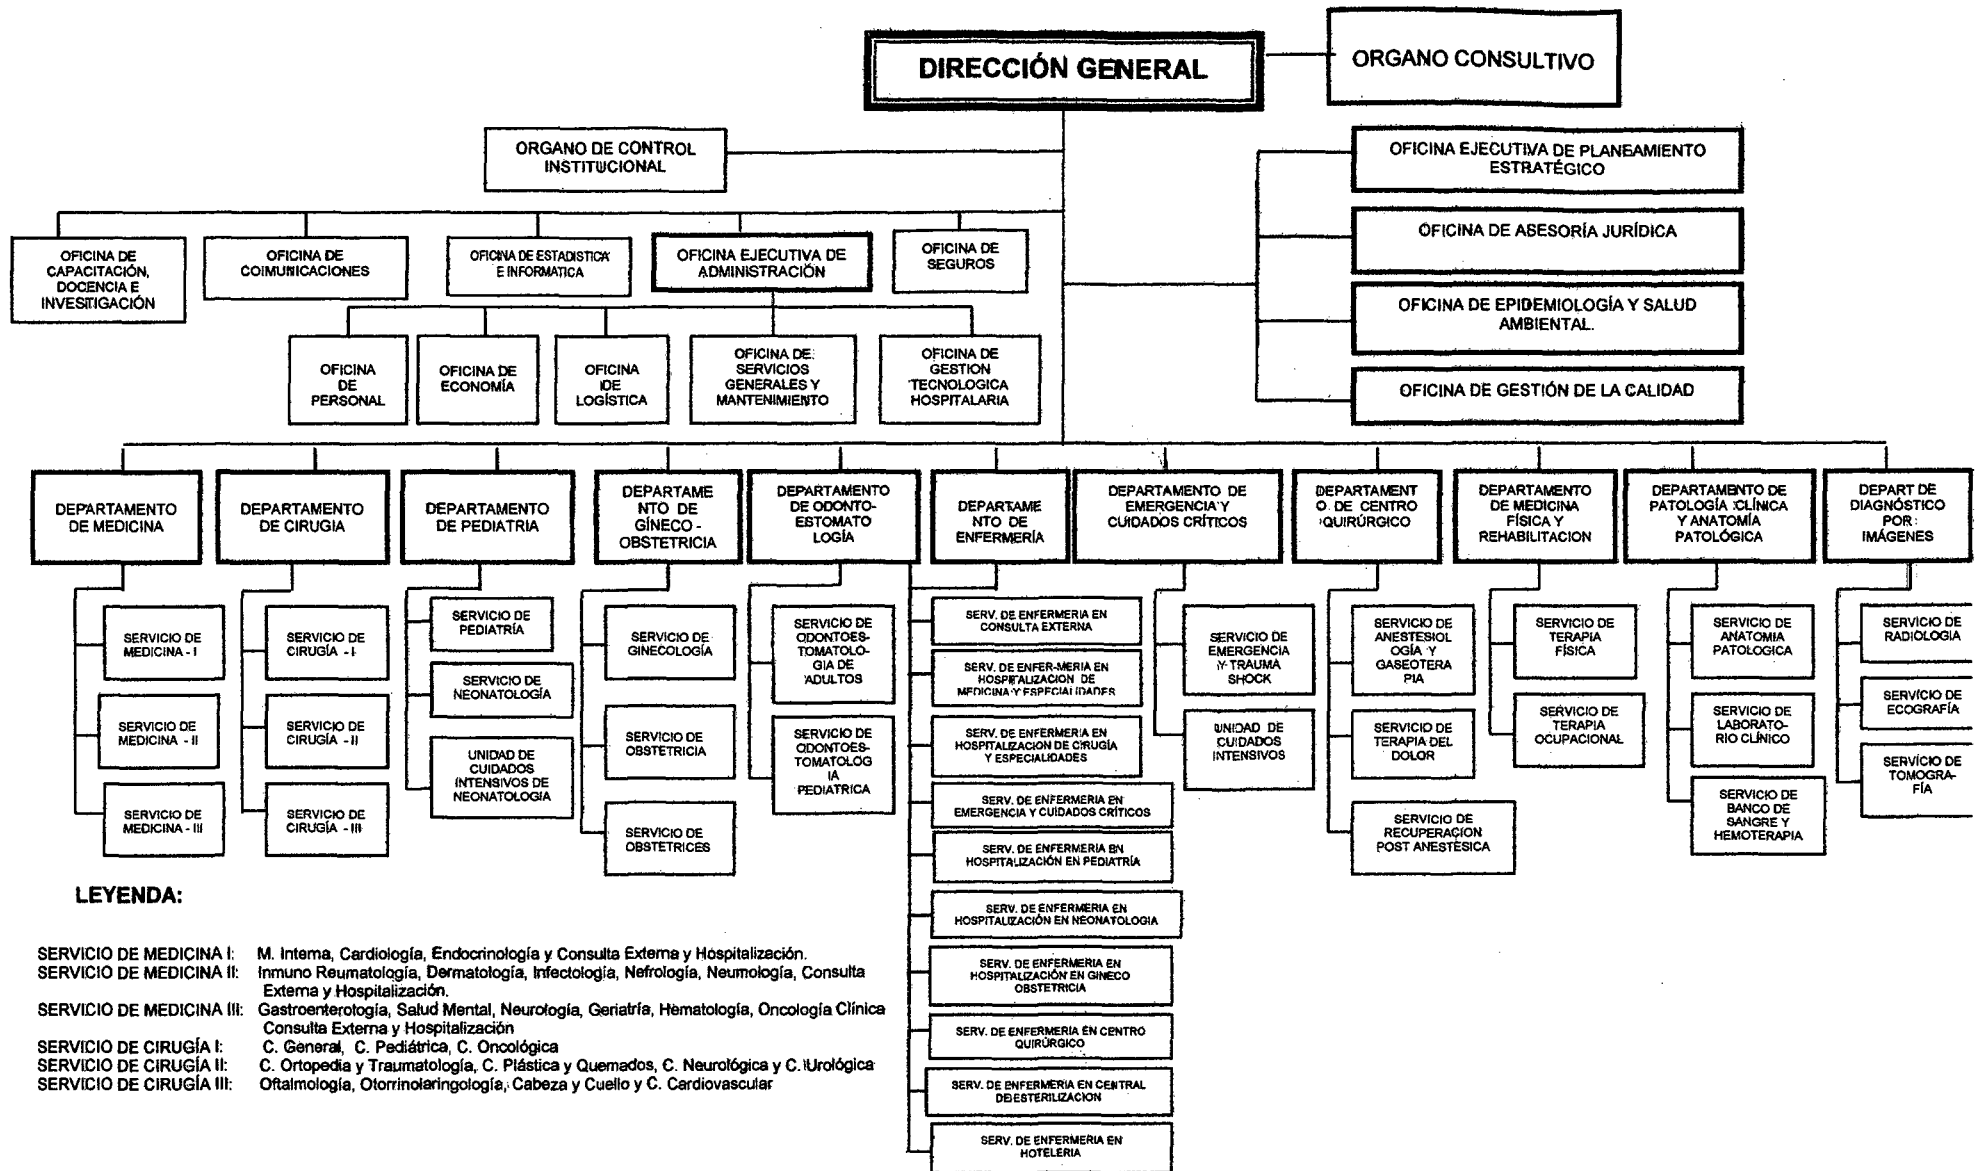 DIRECCIÓN GENERAL
ORGANO CONSULTIVO
ORGANO DE CONTROL
INSTITUCIONAL
OFICINA EJECUTIVA DE PLANEAMIENTO
ESTRATÉGICO
OFICINA DE ASESORÍA JURÍDICA
OFICINA DE EPIDEMIOLOGÍA Y SALUD
AMBIENTAL.
OFICINA DE GESTIÓN DE LA CALIDAD
OFICINA DE
CAPACITACIÓN,
DOCENCIA E
INVESTIGACIÓN
OFICINA DE
COMUNICACIONES
OFICINA DE ESTADISTICA
E INFORMATICA
OFICINA EJECUTIVA DE
ADMINISTRACIÓN
OFICINA DE
SEGUROS
OFICINA
DE
PERSONAL
OFICINA DE
ECONOMÍA
OFICINA
DE
LOGÍSTICA
OFICINA DE
SERVICIOS
GENERALES Y
MANTENIMIENTO
OFICINA DE
GESTION
TECNOLOGICA
HOSPITALARIA
DEPARTAMENTO
DE MEDICINA
DEPARTAMENTO
DE CIRUGIA
DEPARTAMENTO
DE PEDIATRIA
DEPARTAME
NTO DE
GÍNECO -
OBSTETRICIA
DEPARTAMENTO
DE ODONTO-
ESTOMATO
LOGÍA
DEPARTAME
NTO DE
ENFERMERÍA
DEPARTAMENTO DE
EMERGENCIA Y
CUIDADOS CRÍTICOS
DEPARTAMENT
O DE CENTRO
QUIRÚRGICO
DEPARTAMENTO
DE MEDICINA
FÍSICA Y
REHABILITACION
DEPARTAMENTO DE
PATOLOGÍA CLÍNICA
Y ANATOMÍA
PATOLÓGICA
DEPART DE
DIAGNÓSTICO
POR
IMÁGENES
SERVICIO DE
MEDICINA - I
SERVICIO DE
MEDICINA - II
SERVICIO DE
MEDICINA - III
SERVICIO DE
CIRUGÍA - I
SERVICIO DE
CIRUGÍA - II
SERVICIO DE
CIRUGÍA - III
SERVICIO DE
PEDIATRÍA
SERVICIO DE
NEONATOLOGÍA
UNIDAD DE
CUIDADOS
INTENSIVOS DE
NEONATOLOGIA
SERVICIO DE
GINECOLOGÍA
SERVICIO DE
OBSTETRICIA
SERVICIO DE
OBSTETRICES
SERVICIO DE
ODONTOES-
TOMATOLO-
GIA DE
ADULTOS
SERVICIO DE
ODONTOES-
TOMATOLOG
IA
PEDIATRICA
SERV. DE ENFERMERIA EN
CONSULTA EXTERNA
SERV. DE ENFER-MERIA EN
HOSPITALIZACION DE
MEDICINA Y ESPECIALIDADES
SERV. DE ENFERMERIA EN
HOSPITALIZACION DE CIRUGÍA
Y ESPECIALIDADES
SERV. DE ENFERMERIA EN
EMERGENCIA Y CUIDADOS CRÍTICOS
SERV. DE ENFERMERIA EN
HOSPITALIZACIÓN EN PEDIATRÍA
SERV. DE ENFERMERIA EN
HOSPITALIZACIÓN EN NEONATOLOGIA
SERV. DE ENFERMERIA EN
HOSPITALIZACIÓN EN GINECO
OBSTETRICIA
SERV. DE ENFERMERIA EN CENTRO
QUIRÚRGICO
SERV. DE ENFERMERIA EN CENTRAL
DE ESTERILIZACION
SERV. DE ENFERMERIA EN
HOTELERIA
SERVICIO DE
EMERGENCIA
Y TRAUMA
SHOCK
UNIDAD DE
CUIDADOS
INTENSIVOS
SERVICIO DE
ANESTESIOL
OGÍA Y
GASEOTERA
PIA
SERVICIO DE
TERAPIA DEL
DOLOR
SERVICIO DE
RECUPERACION
POST ANESTÉSICA
SERVICIO DE
TERAPIA
FÍSICA
SERVICIO DE
TERAPIA
OCUPACIONAL
SERVICIO DE
ANATOMIA
PATOLOGICA
SERVICIO DE
LABORATO-
RIO CLÍNICO
SERVICIO DE
BANCO DE
SANGRE Y
HEMOTERAPIA
SERVICIO DE
RADIOLOGIA
SERVICIO DE
ECOGRAFÍA
SERVÍCIO DE
TOMOGRA-
FÍA
LEYENDA:
SERVICIO DE MEDICINA I: M. Interna, Cardiología, Endocrinología y Consulta Externa y Hospitalización.
SERVICIO DE MEDICINA II: Inmuno Reumatología, Dermatología, Infectología, Nefrología, Neumología, Consulta
Externa y Hospitalización.
SERVICIO DE MEDICINA III: Gastroenterología, Salud Mental, Neurología, Geriatría, Hematología, Oncología Clínica
Consulta Externa y Hospitalización
SERVICIO DE CIRUGÍA I: C. General, C. Pediátrica, C. Oncológica
SERVICIO DE CIRUGÍA II: C. Ortopedia y Traumatología, C. Plástica y Quemados, C. Neurológica y C. Urológica
SERVICIO DE CIRUGÍA III: Oftalmología, Otorrinolaringología, Cabeza y Cuello y C. Cardiovascular